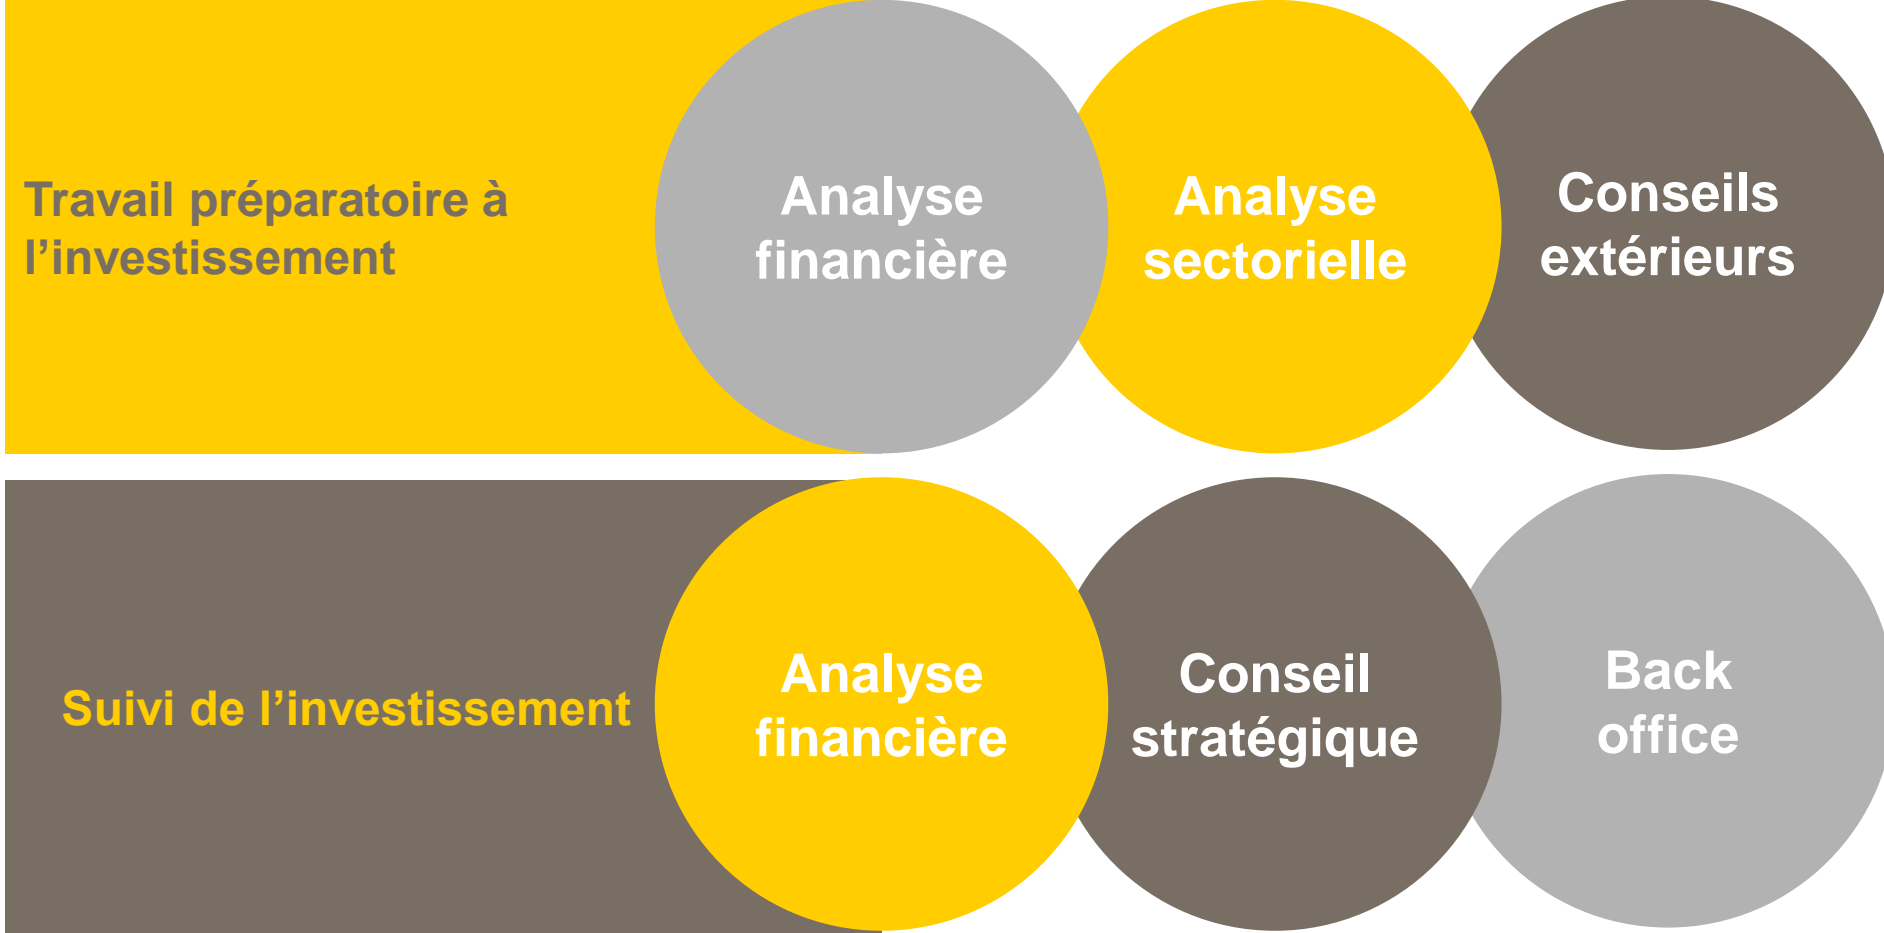 Travail préparatoire à
l’investissement
Analyse
financière
Analyse
sectorielle
Conseils
extérieurs
Suivi de l’investissement
Analyse
financière
Conseil
stratégique
Back
office